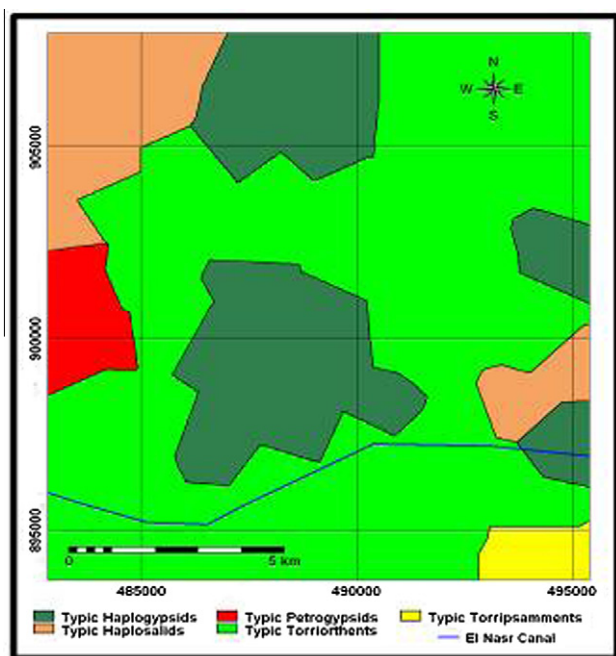 N
W E
S
905000
900000
895000
0 5 km
485000 490000 495000
Typic Haplogypsids Typic Petrogypsids Typic Torripsamments
Typic Haplosalids Typic Torriorthents El Nasr Canal